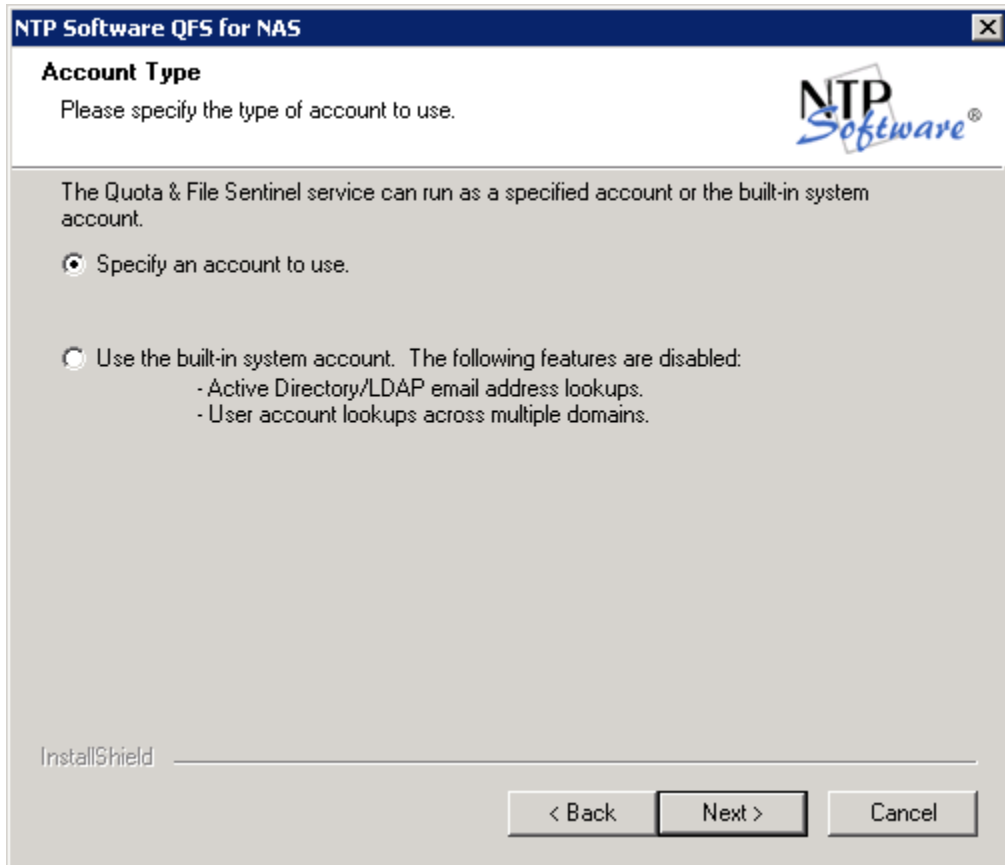 NTP Software QFS for NAS
Account Type
Please specify the type of account to use.
NTP
Software®
The Quota & File Sentinel service can run as a specified account or the built-in system
account.
Specify an account to use.
Use the built-in system account.  The following features are disabled:
- Active Directory/LDAP email address lookups.
- User account lookups across multiple domains.
InstallShield
< Back
Next >
Cancel